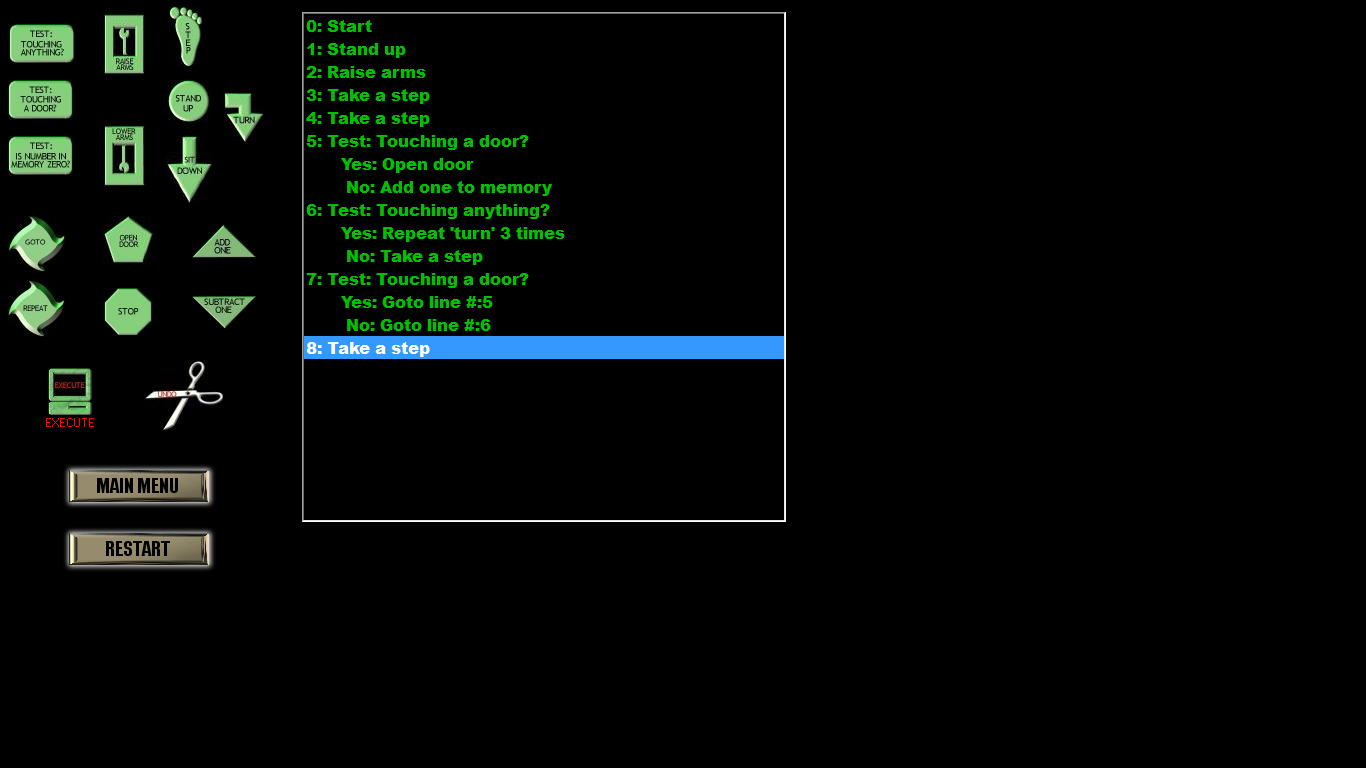 TEST:
TOUCHING
ANYTHING?
RAISE
ARMS
STEP
TEST:
TOUCHING
A DOOR?
STAND
UP
TURN
TEST:
IS NUMBER IN
MEMORY ZERO?
LOWER
ARMS
SIT
DOWN
GOTO
OPEN
DOOR
ADD
ONE
REPEAT
STOP
SUBTRACT
ONE
EXECUTE
EXECUTE
UNDO
MAIN MENU
RESTART
0: Start
1: Stand up
2: Raise arms
3: Take a step
4: Take a step
5: Test: Touching a door?
Yes: Open door
No: Add one to memory
6: Test: Touching anything?
Yes: Repeat 'turn' 3 times
No: Take a step
7: Test: Touching a door?
Yes: Goto line #:5
No: Goto line #:6
8: Take a step